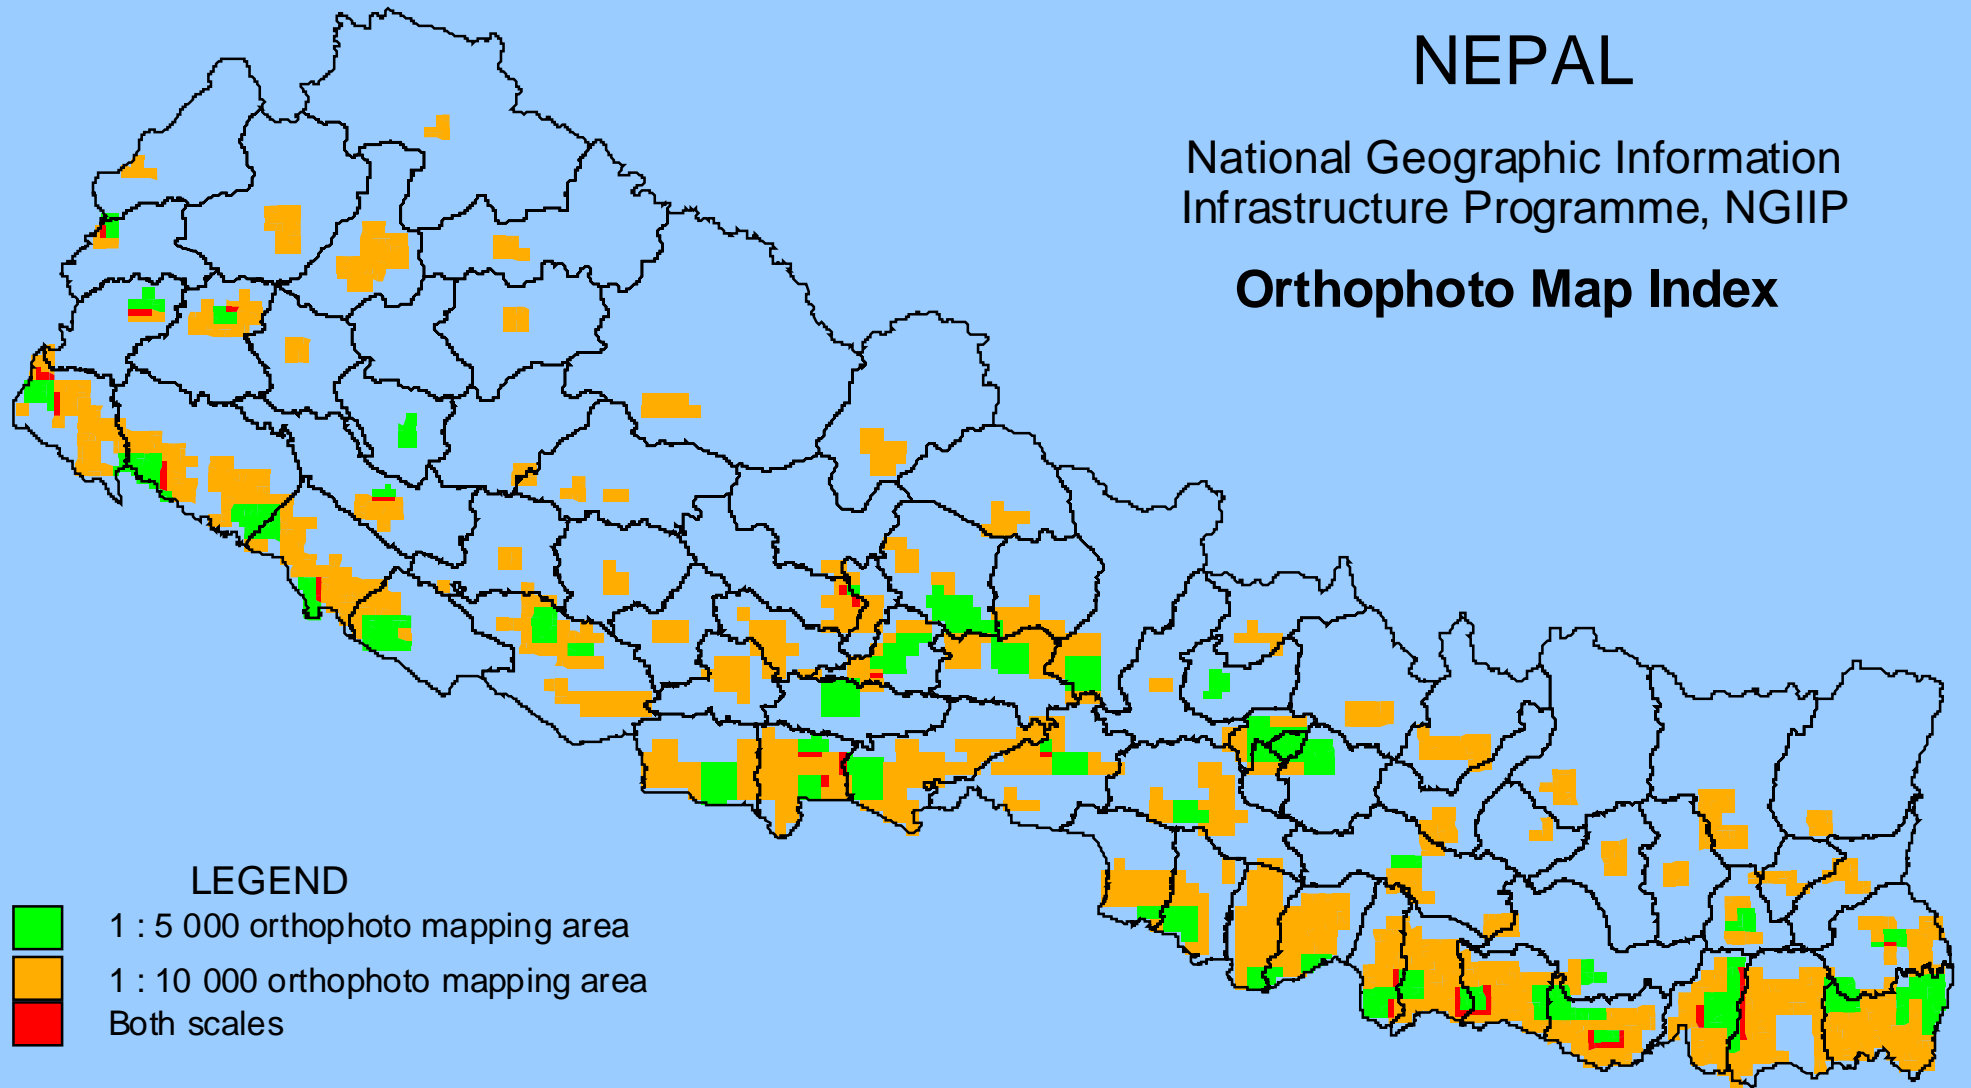 NEPAL
National Geographic Information
Infrastructure Programme, NGIIP
Orthophoto Map Index
LEGEND
1 : 5 000 orthophoto mapping area
1 : 10 000 orthophoto mapping area
Both scales